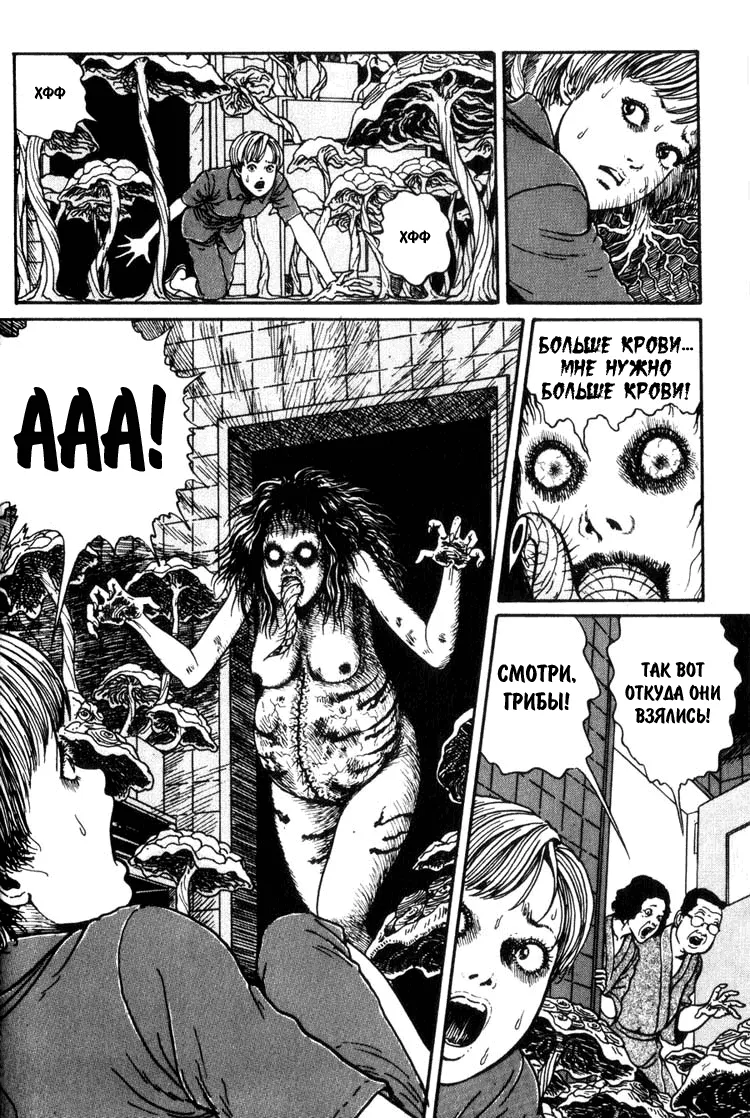 ХФФ
ХФФ
ААА!
БОЛЬШЕ КРОВИ...
МНЕ НУЖНО
БОЛЬШЕ КРОВИ!
СМОТРИ,
ГРИБЫ!
ТАК ВОТ
ОТКУДА ОНИ
ВЗЯЛИСЬ!